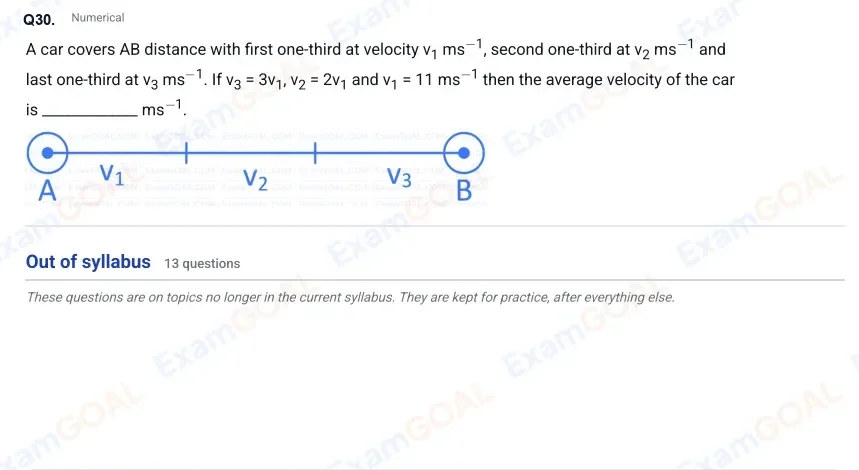 Q30. Numerical
A car covers AB distance with first one-third at velocity v₁ ms⁻¹, second one-third at v₂ ms⁻¹ and
last one-third at v₃ ms⁻¹. If v₃ = 3v₁, v₂ = 2v₁ and v₁ = 11 ms⁻¹ then the average velocity of the car
is ____________ ms⁻¹.
V₁ V₂ V₃
A B
Out of syllabus 13 questions
These questions are on topics no longer in the current syllabus. They are kept for practice, after everything else.
ExamGOAL